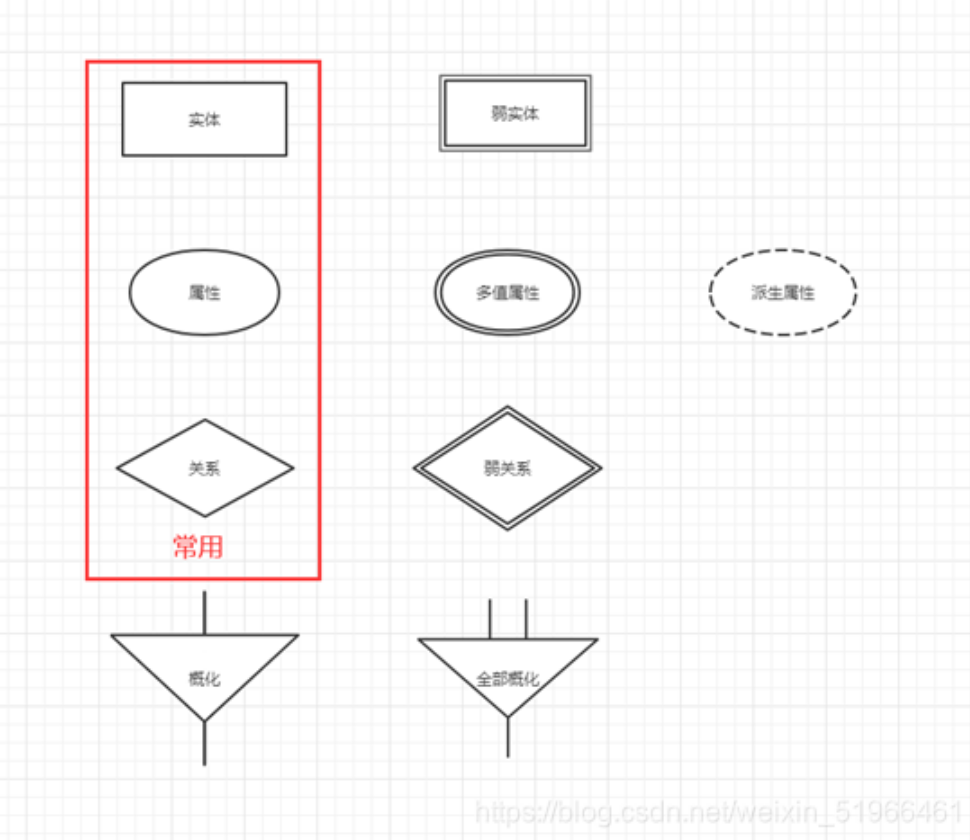 实体
弱实体
属性
多值属性
派生属性
关系
弱关系
常用
概化
全部概化
https://blog.csdn.net/weixin_51966461